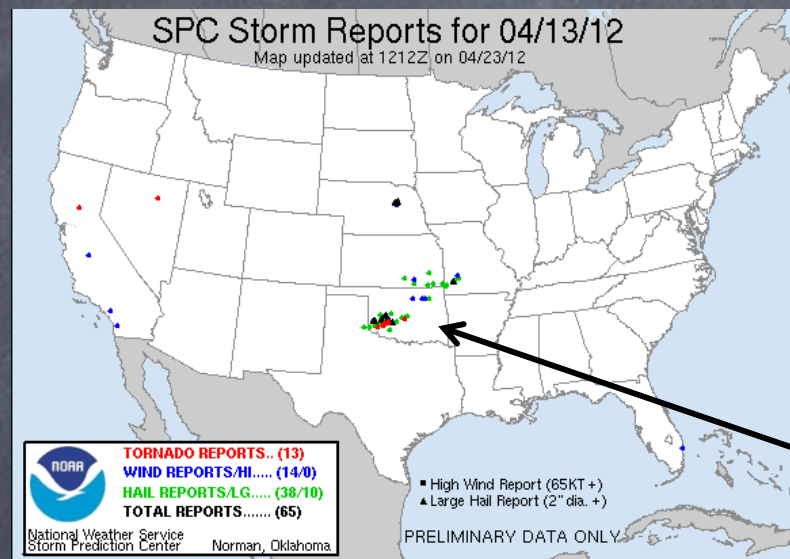 SPC Storm Reports for 04/13/12
Map updated at 1212Z on 04/23/12
NOAA
TORNADO REPORTS.. (13)
WIND REPORTS/HI..... (14/0)
HAIL REPORTS/LG..... (38/10)
TOTAL REPORTS....... (65)
National Weather Service
Storm Prediction Center Norman, Oklahoma
High Wind Report (65KT +)
Large Hail Report (2" dia. +)
PRELIMINARY DATA ONLY